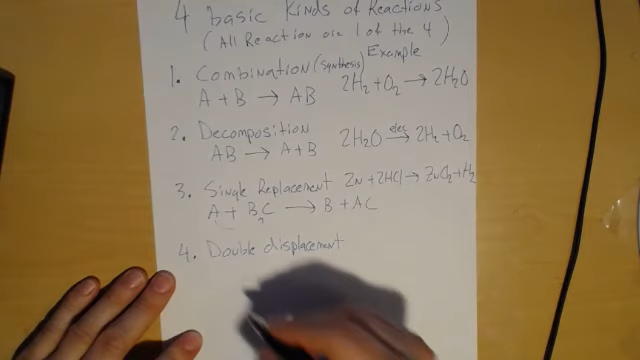 4 basic Kinds of Reactions
(All Reaction are 1 of the 4)
Example
1. Combination (synthesis) 2H₂ + O₂ → 2H₂O
A + B → AB
2. Decomposition 2H₂O elec→ 2H₂ + O₂
AB → A + B
3. Single Replacement Zn + 2HCl → ZnCl₂ + H₂
A + BC → B + AC
4. Double displacement